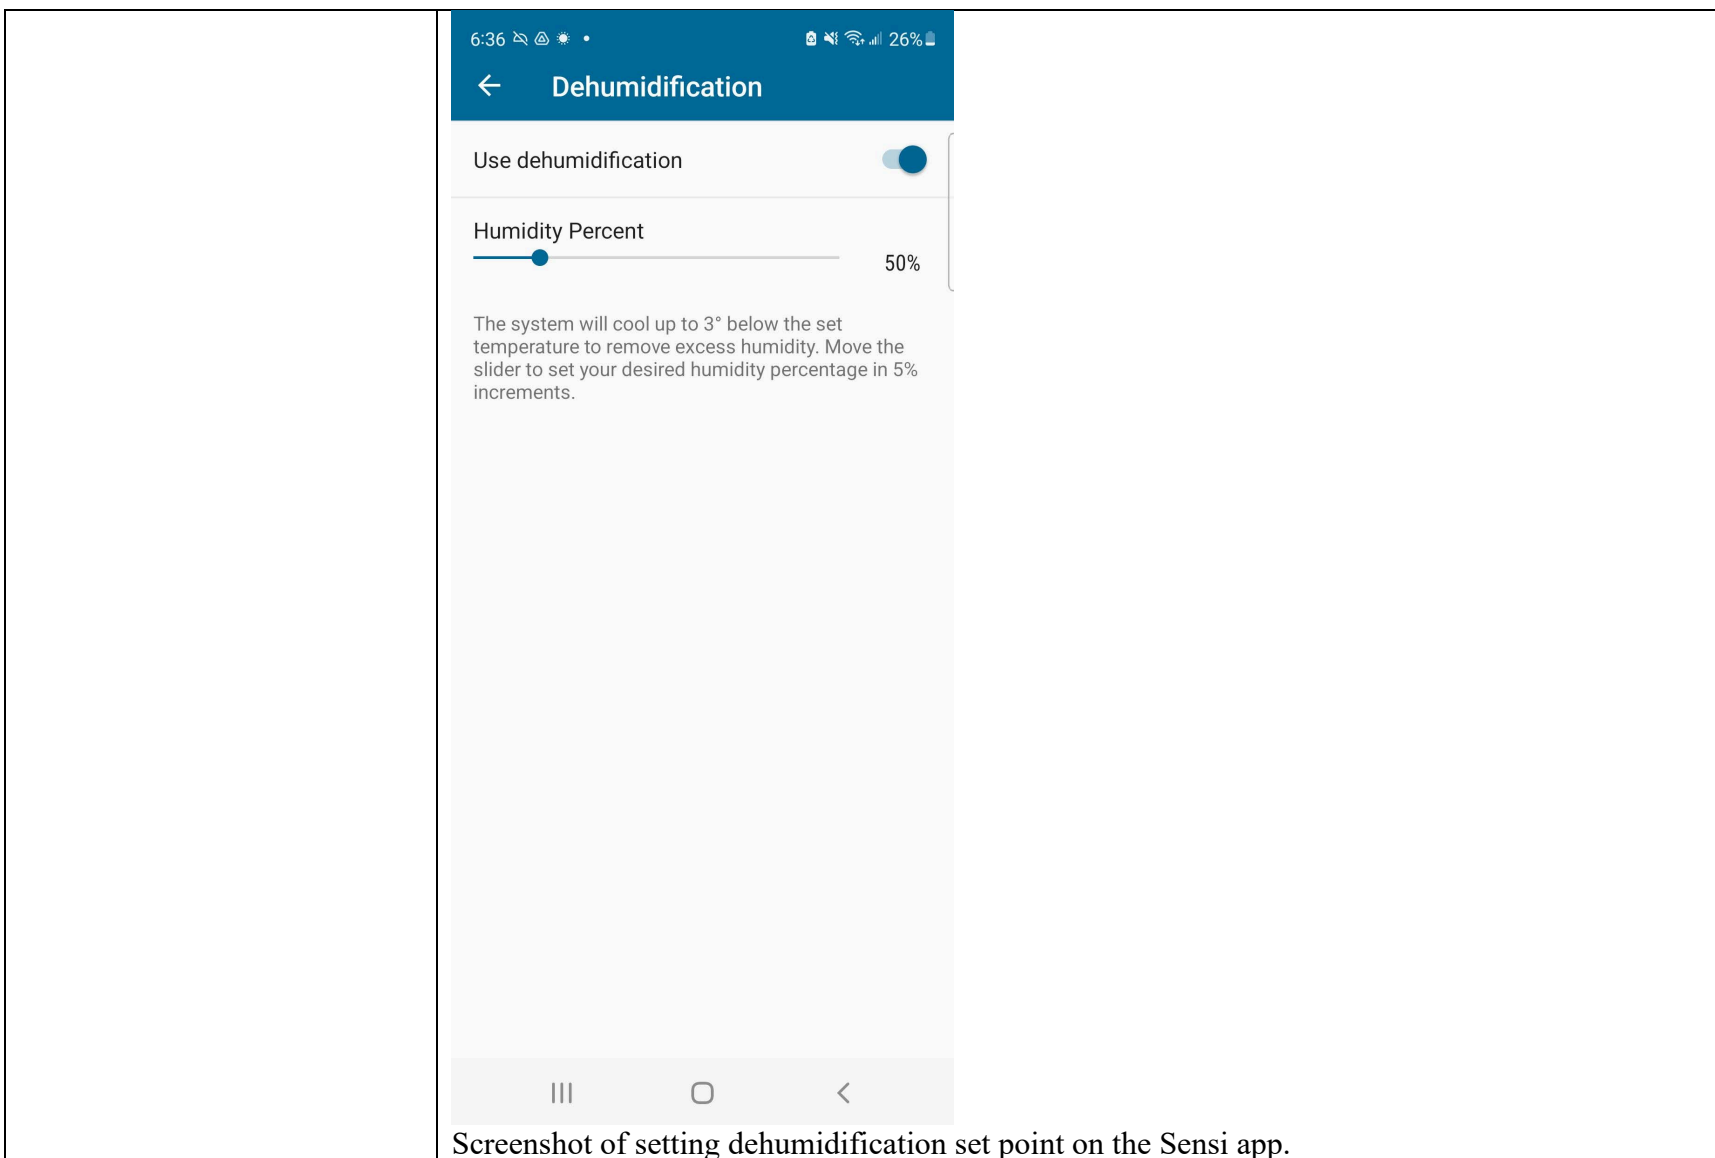 6:36
26%
Dehumidification
Use dehumidification
Humidity Percent
50%
The system will cool up to 3° below the set
temperature to remove excess humidity. Move the
slider to set your desired humidity percentage in 5%
increments.
Screenshot of setting dehumidification set point on the Sensi app.